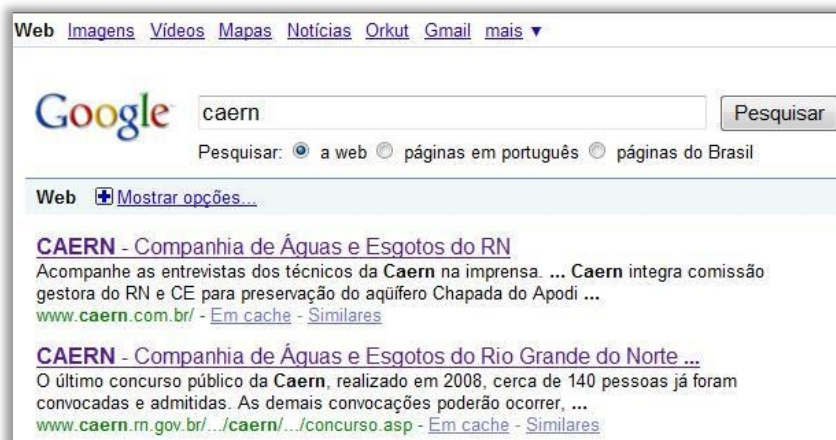 Web Imagens Vídeos Mapas Notícias Orkut Gmail mais ▼
Google caern Pesquisar
Pesquisar: a web páginas em português páginas do Brasil
Web Mostrar opções...
CAERN - Companhia de Águas e Esgotos do RN
Acompanhe as entrevistas dos técnicos da Caern na imprensa. ... Caern integra comissão
gestora do RN e CE para preservação do aqüífero Chapada do Apodi ...
www.caern.com.br/ - Em cache - Similares
CAERN - Companhia de Águas e Esgotos do Rio Grande do Norte ...
O último concurso público da Caern, realizado em 2008, cerca de 140 pessoas já foram
convocadas e admitidas. As demais convocações poderão ocorrer, ...
www.caern.rn.gov.br/.../caern/.../concurso.asp - Em cache - Similares